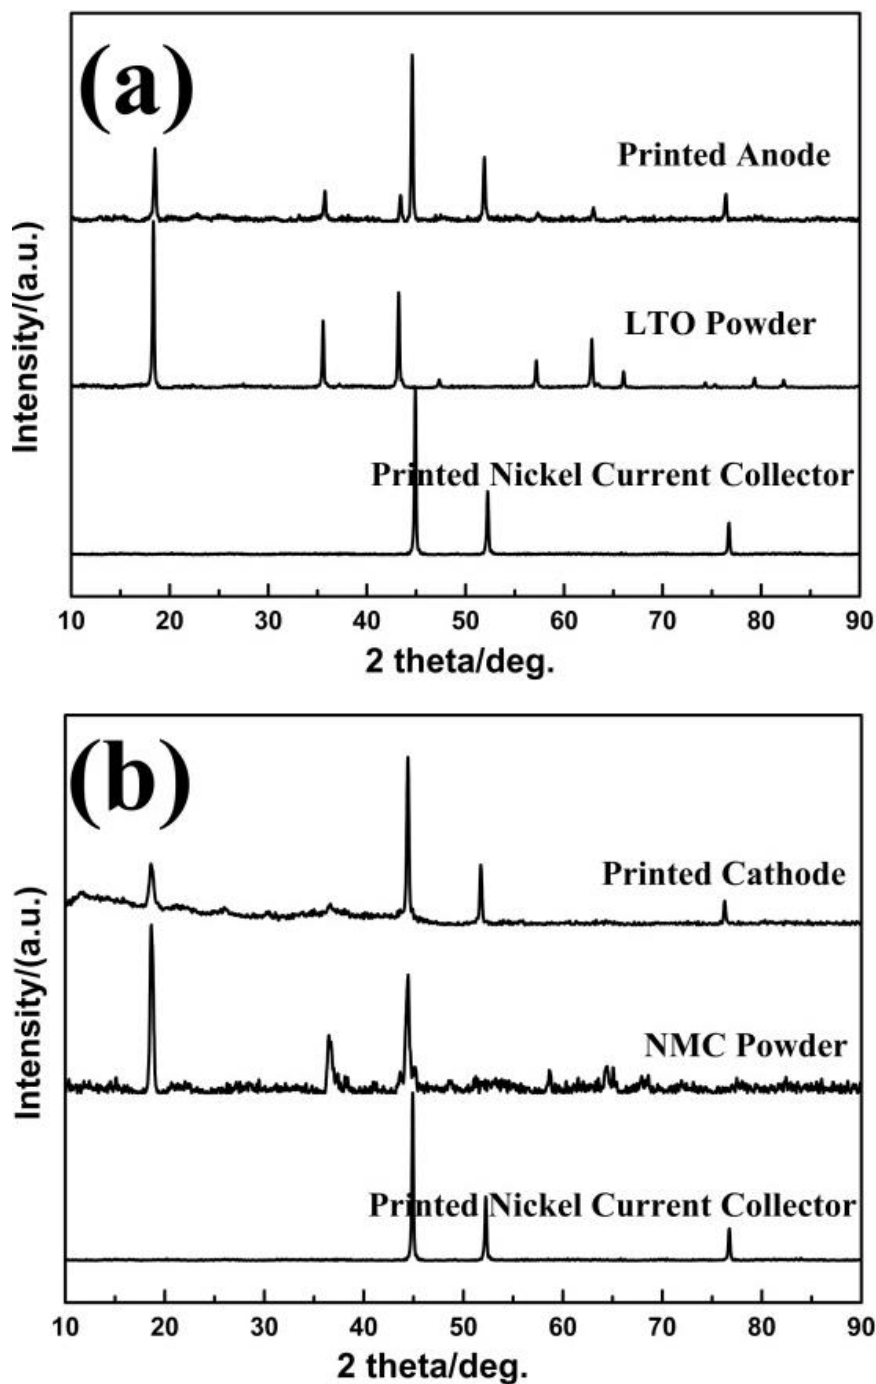 (a)
Printed Anode
LTO Powder
Printed Nickel Current Collector
Intensity/(a.u.)
10 20 30 40 50 60 70 80 90
2 theta/deg.
(b)
Printed Cathode
NMC Powder
Printed Nickel Current Collector
Intensity/(a.u.)
10 20 30 40 50 60 70 80 90
2 theta/deg.